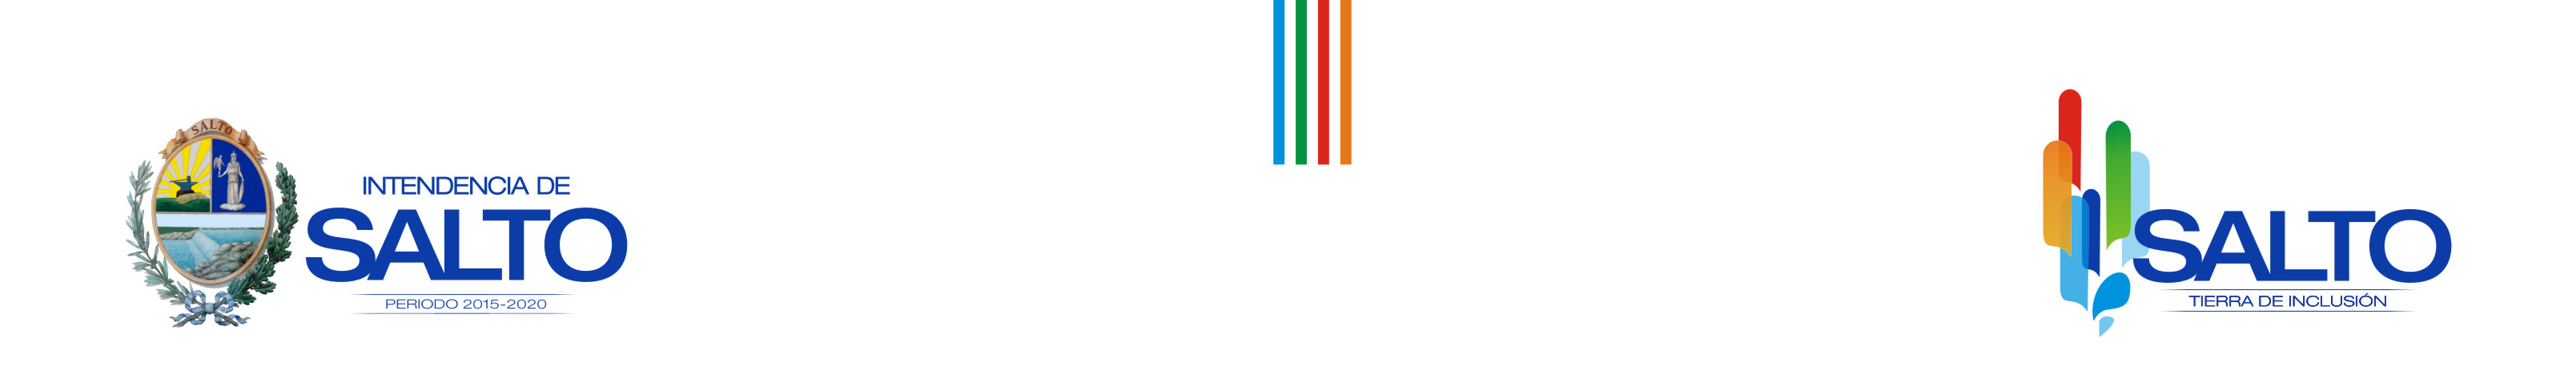 SALTO
INTENDENCIA DE
SALTO
PERIODO 2015-2020
SALTO
TIERRA DE INCLUSIÓN